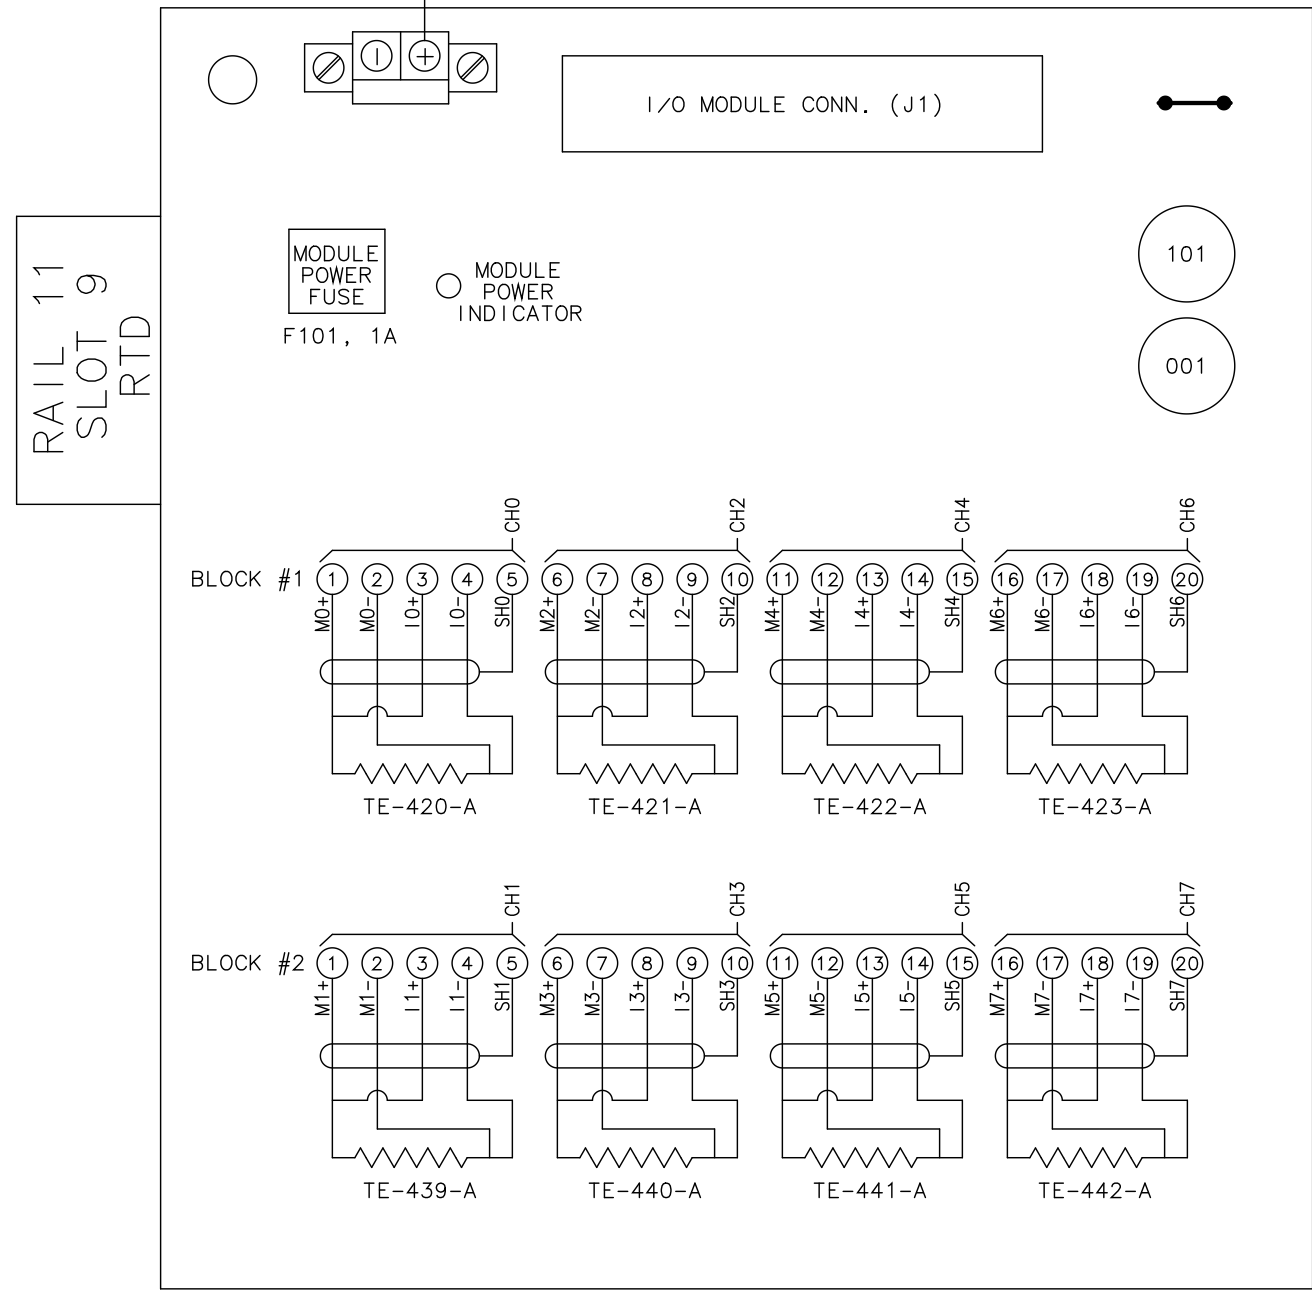 I/O MODULE CONN. (J1)
RAIL 11
SLOT 9
RTD
MODULE
POWER
FUSE
F101, 1A
MODULE
POWER
INDICATOR
101
001
CH0 CH2 CH4 CH6
BLOCK #1 1 2 3 4 5 6 7 8 9 10 11 12 13 14 15 16 17 18 19 20
M0+ M0- I0+ I0- SH0 M2+ M2- I2+ I2- SH2 M4+ M4- I4+ I4- SH4 M6+ M6- I6+ I6- SH6
TE-420-A TE-421-A TE-422-A TE-423-A
CH1 CH3 CH5 CH7
BLOCK #2 1 2 3 4 5 6 7 8 9 10 11 12 13 14 15 16 17 18 19 20
M1+ M1- I1+ I1- SH1 M3+ M3- I3+ I3- SH3 M5+ M5- I5+ I5- SH5 M7+ M7- I7+ I7- SH7
TE-439-A TE-440-A TE-441-A TE-442-A